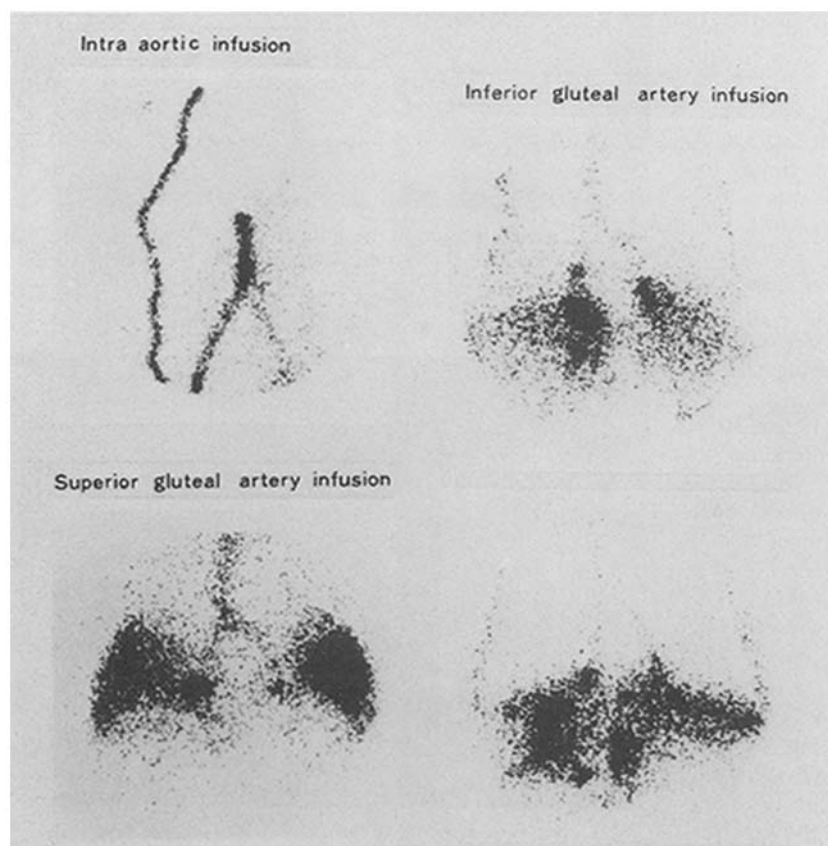 Intra aortic infusion
Inferior gluteal artery infusion
Superior gluteal artery infusion